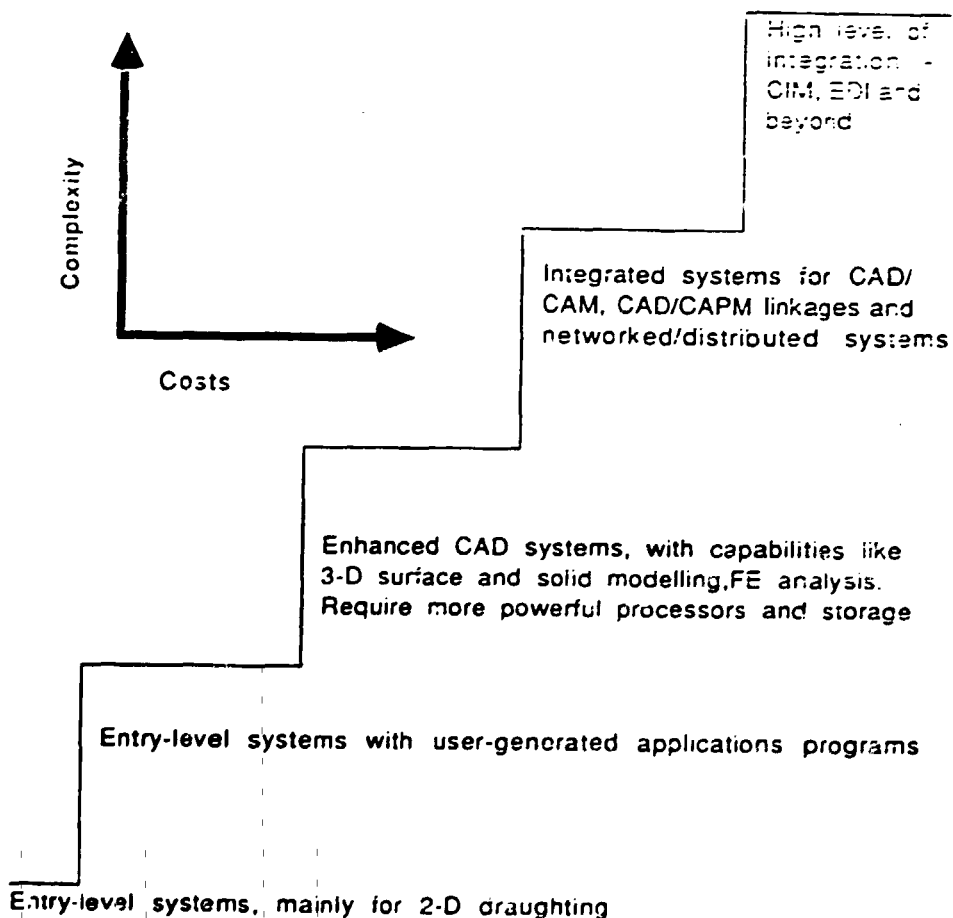 High level of
integration -
CIM, EDI and
beyond
Complexity
Integrated systems for CAD/
CAM, CAD/CAPM linkages and
networked/distributed systems
Costs
Enhanced CAD systems, with capabilities like
3-D surface and solid modelling,FE analysis.
Require more powerful processors and storage
Entry-level systems with user-generated applications programs
Entry-level systems, mainly for 2-D draughting